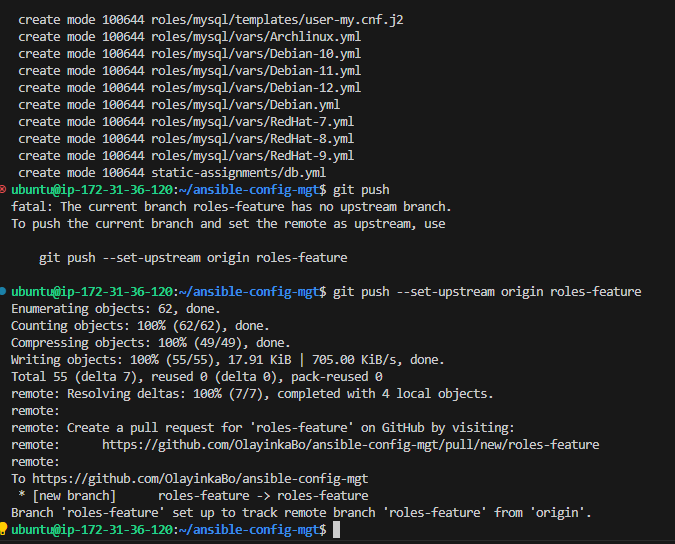 create mode 100644 roles/mysql/templates/user-my.cnf.j2
create mode 100644 roles/mysql/vars/Archlinux.yml
create mode 100644 roles/mysql/vars/Debian-10.yml
create mode 100644 roles/mysql/vars/Debian-11.yml
create mode 100644 roles/mysql/vars/Debian-12.yml
create mode 100644 roles/mysql/vars/Debian.yml
create mode 100644 roles/mysql/vars/RedHat-7.yml
create mode 100644 roles/mysql/vars/RedHat-8.yml
create mode 100644 roles/mysql/vars/RedHat-9.yml
create mode 100644 static-assignments/db.yml
ubuntu@ip-172-31-36-120:~/ansible-config-mgt$ git push
fatal: The current branch roles-feature has no upstream branch.
To push the current branch and set the remote as upstream, use
git push --set-upstream origin roles-feature
ubuntu@ip-172-31-36-120:~/ansible-config-mgt$ git push --set-upstream origin roles-feature
Enumerating objects: 62, done.
Counting objects: 100% (62/62), done.
Compressing objects: 100% (49/49), done.
Writing objects: 100% (55/55), 17.91 KiB | 705.00 KiB/s, done.
Total 55 (delta 7), reused 0 (delta 0), pack-reused 0
remote: Resolving deltas: 100% (7/7), completed with 4 local objects.
remote:
remote: Create a pull request for 'roles-feature' on GitHub by visiting:
remote:      https://github.com/OlayinkaBo/ansible-config-mgt/pull/new/roles-feature
remote:
To https://github.com/OlayinkaBo/ansible-config-mgt
* [new branch]      roles-feature -> roles-feature
Branch 'roles-feature' set up to track remote branch 'roles-feature' from 'origin'.
ubuntu@ip-172-31-36-120:~/ansible-config-mgt$